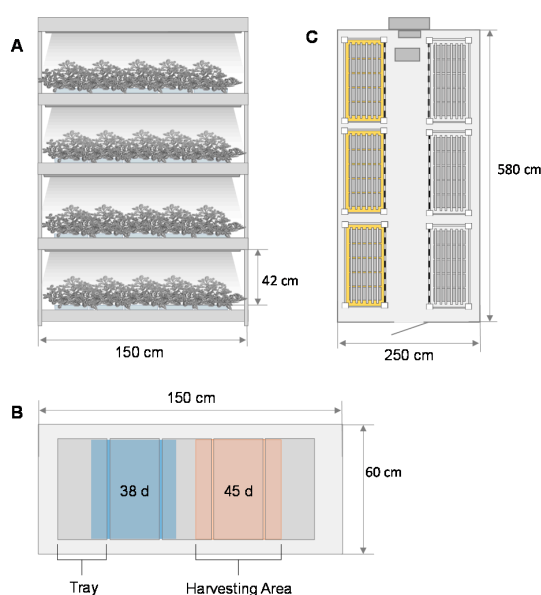 A
C
580 cm
42 cm
150 cm
250 cm
B
150 cm
38 d
45 d
60 cm
Tray
Harvesting Area